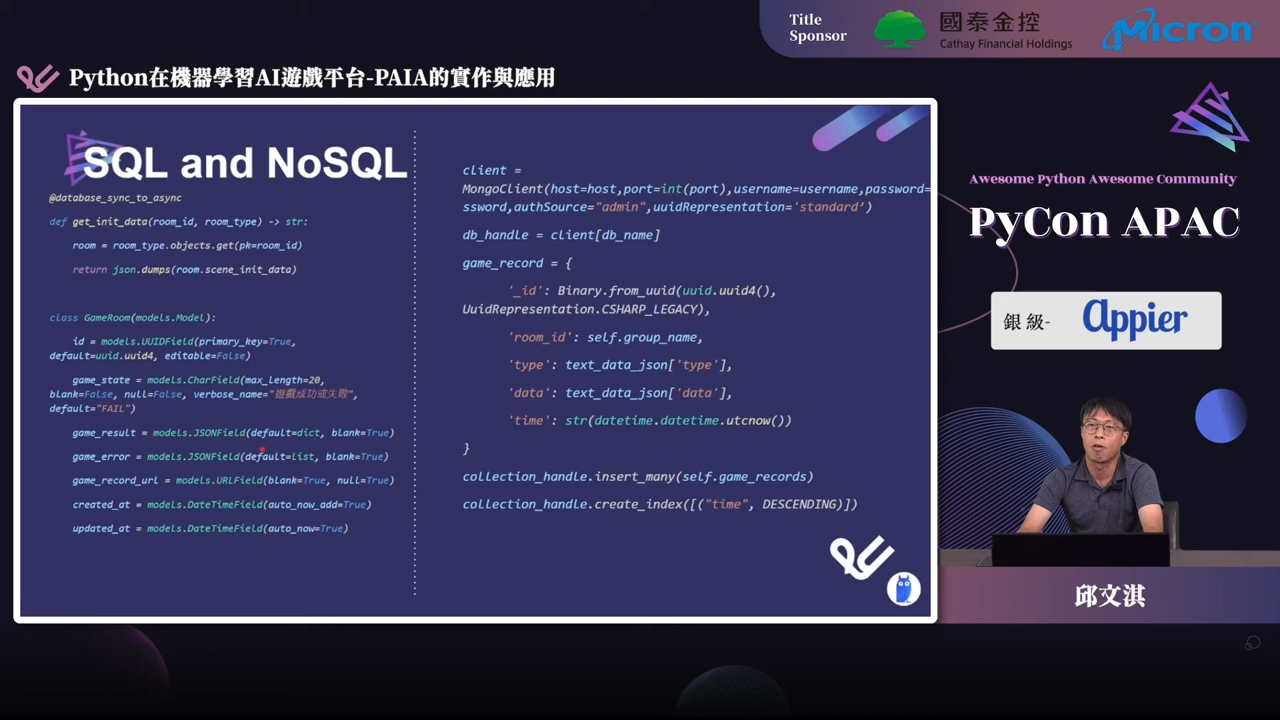 Title
Sponsor
國泰金控
Cathay Financial Holdings
Micron
Python在機器學習AI遊戲平台-PAIA的實作與應用
SQL and NoSQL
@database_sync_to_async
def get_init_data(room_id, room_type) -> str:
room = room_type.objects.get(pk=room_id)
return json.dumps(room.scene_init_data)
class GameRoom(models.Model):
id = models.UUIDField(primary_key=True,
default=uuid.uuid4, editable=False)
game_state = models.CharField(max_length=20,
blank=False, null=False, verbose_name="遊戲成功或失敗",
default="FAIL")
game_result = models.JSONField(default=dict, blank=True)
game_error = models.JSONField(default=list, blank=True)
game_record_url = models.URLField(blank=True, null=True)
created_at = models.DateTimeField(auto_now_add=True)
updated_at = models.DateTimeField(auto_now=True)
client =
MongoClient(host=host,port=int(port),username=username,password=
ssword,authSource="admin",uuidRepresentation='standard’)
db_handle = client[db_name]
game_record = {
'_id': Binary.from_uuid(uuid.uuid4(),
UuidRepresentation.CSHARP_LEGACY),
'room_id': self.group_name,
'type': text_data_json['type'],
'data': text_data_json['data'],
'time': str(datetime.datetime.utcnow())
}
collection_handle.insert_many(self.game_records)
collection_handle.create_index([("time", DESCENDING)])
Awesome Python Awesome Community
PyCon APAC
銀級- Appier
邱文淇